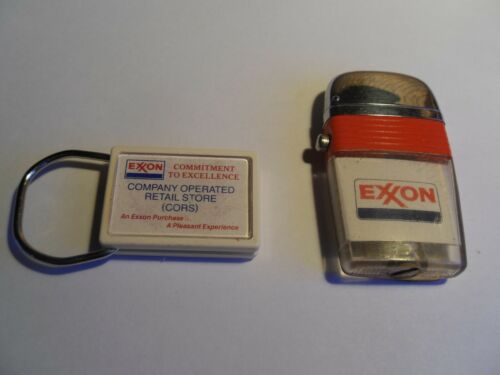 EXXON
COMMITMENT
TO EXCELLENCE
COMPANY OPERATED
RETAIL STORE
(CORS)
An Exxon Purchase...
A Pleasant Experience
EXXON